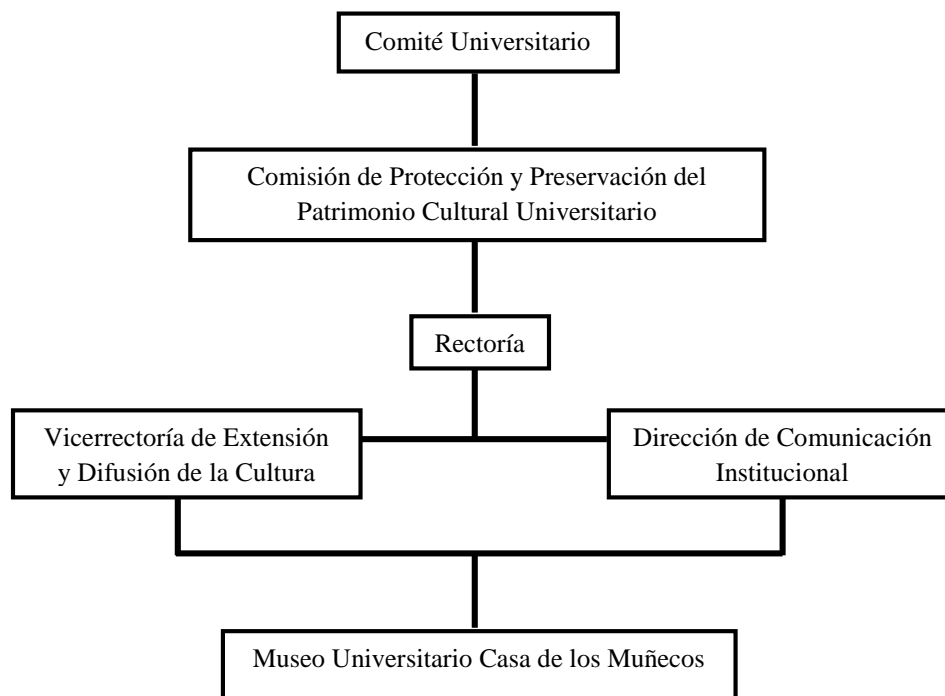 Comité Universitario
Comisión de Protección y Preservación del
Patrimonio Cultural Universitario
Rectoría
Vicerrectoría de Extensión
y Difusión de la Cultura
Dirección de Comunicación
Institucional
Museo Universitario Casa de los Muñecos